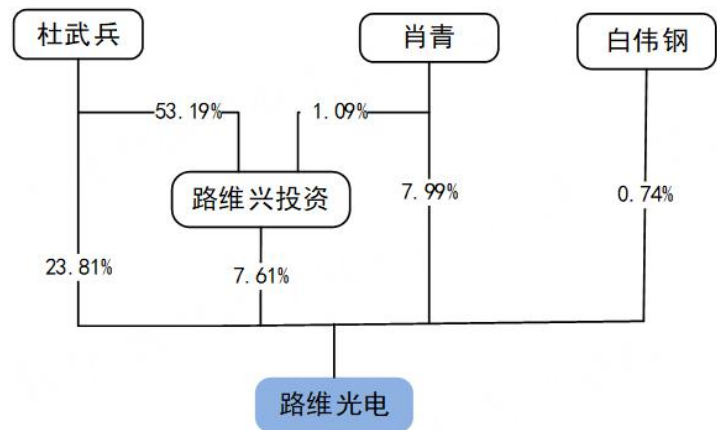 杜武兵
肖青
白伟钢
53.19%
1.09%
路维兴投资
7.99%
0.74%
23.81%
7.61%
路维光电